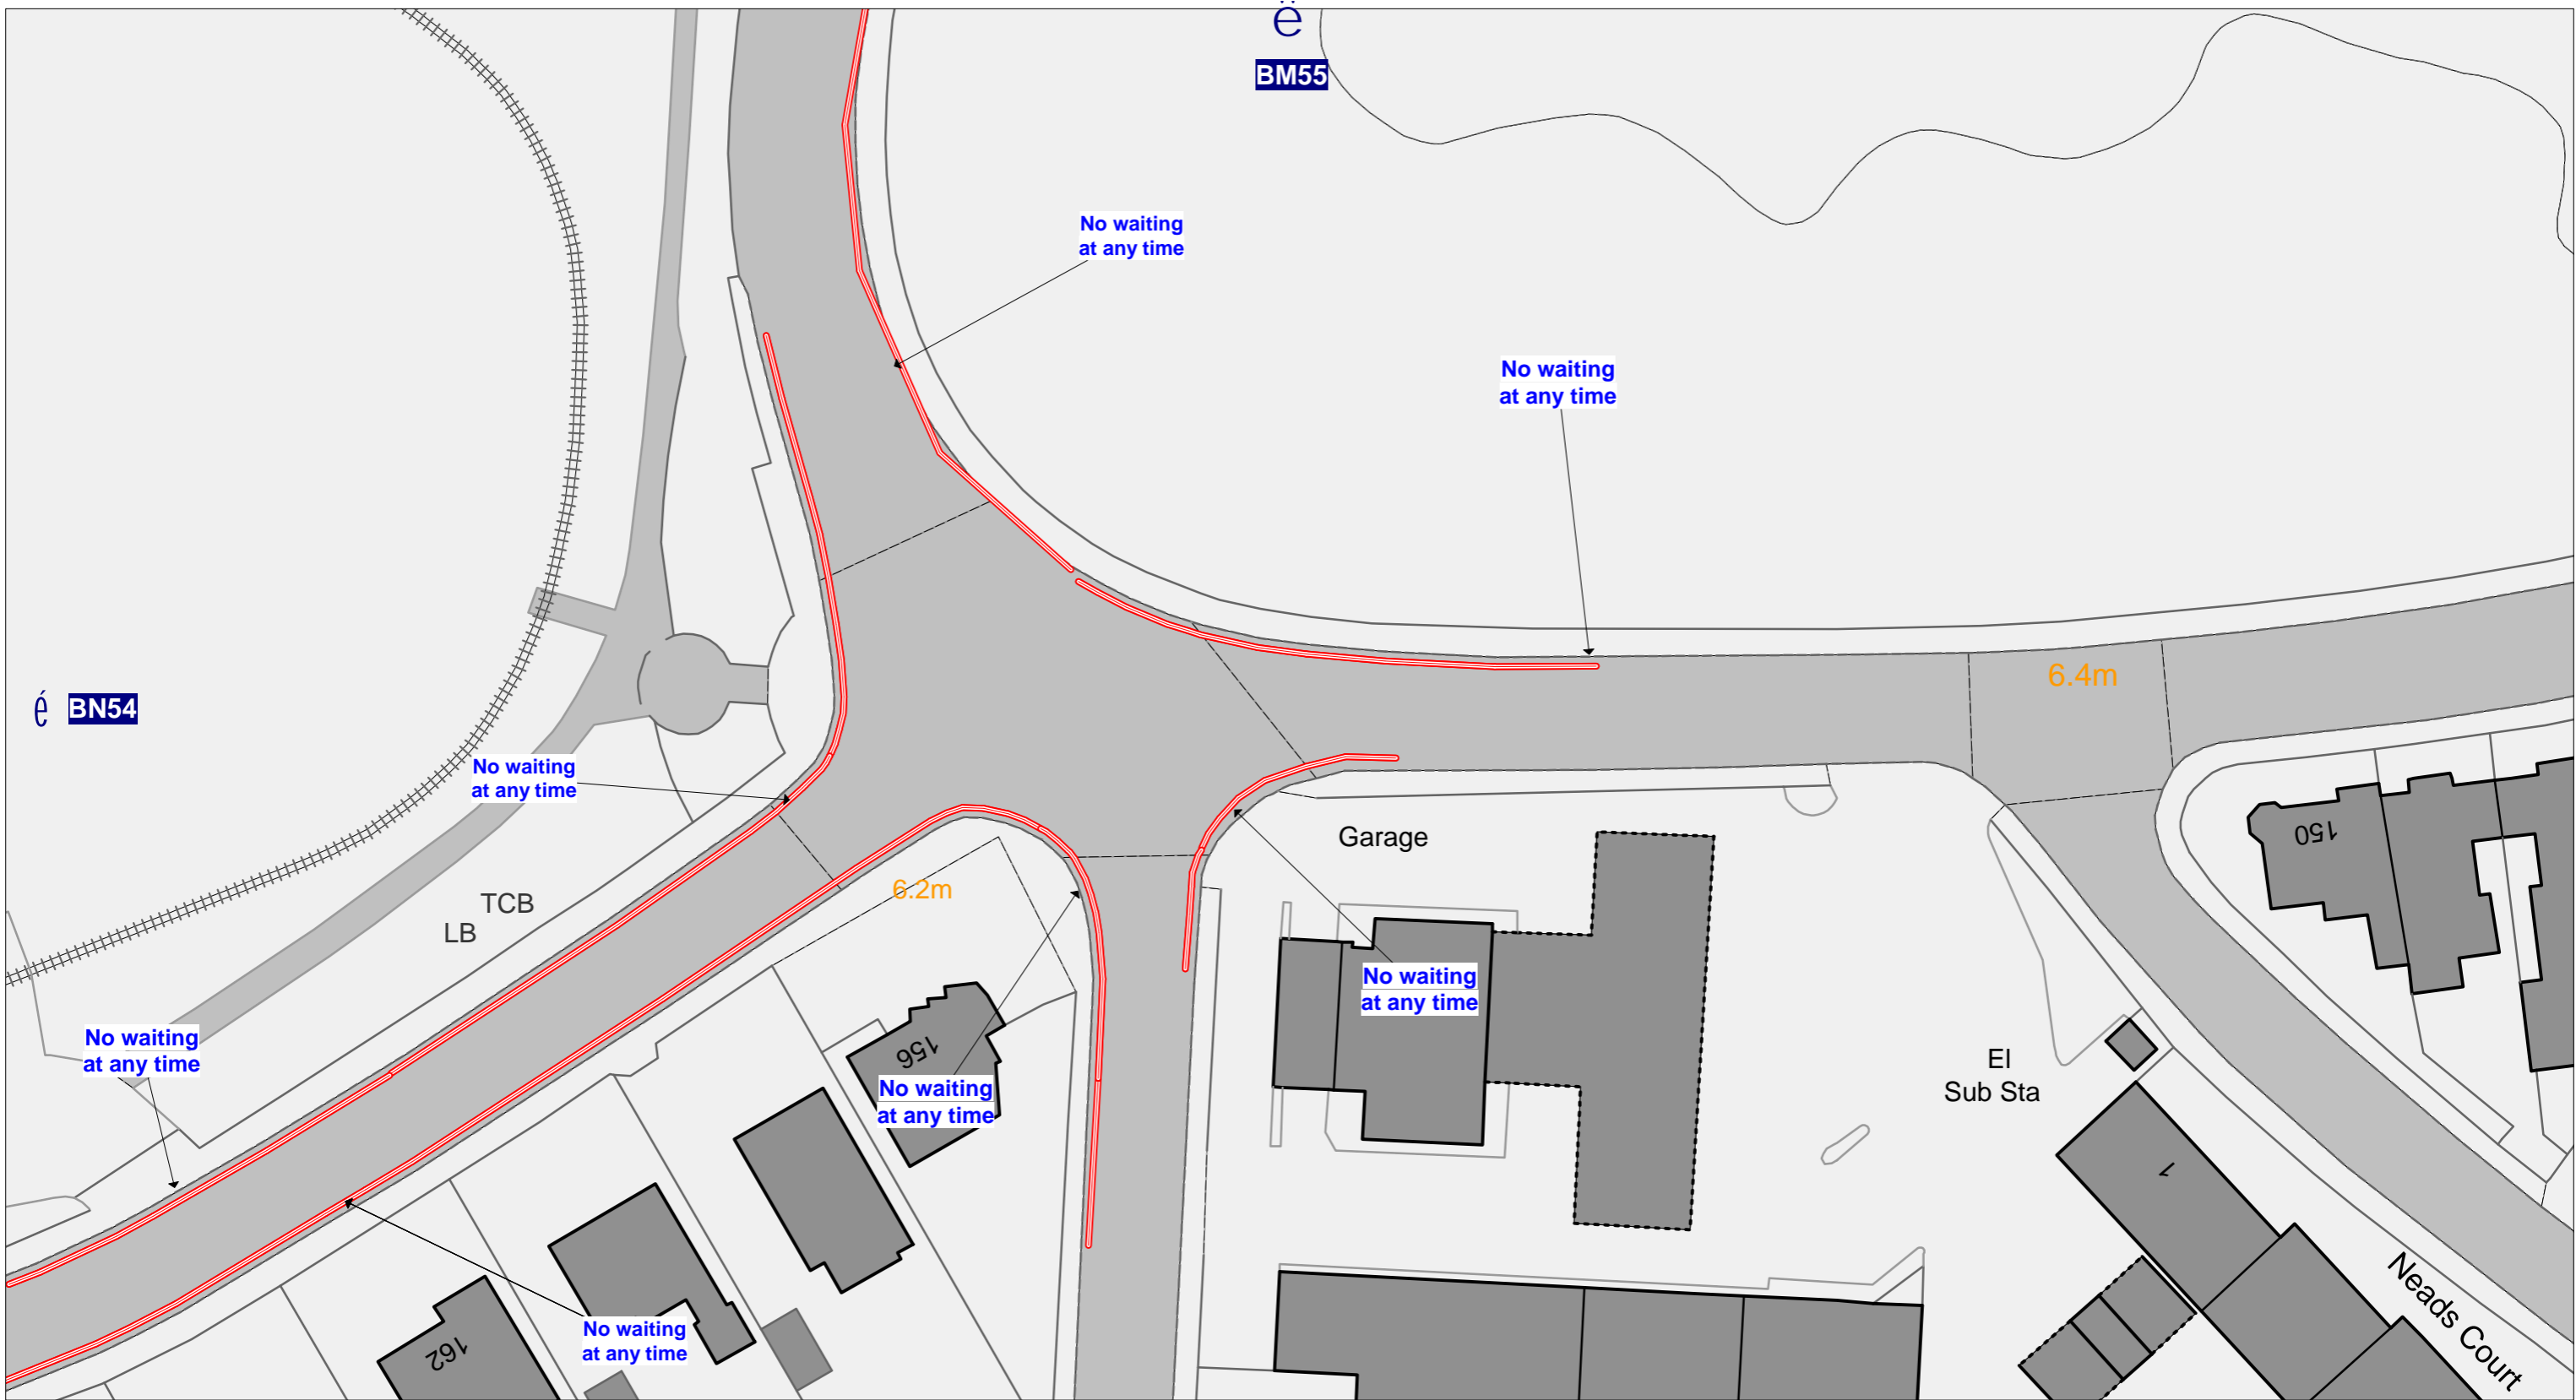 ë
BM55
No waiting
at any time
No waiting
at any time
6.4m
é BN54
No waiting
at any time
150
Garage
6.2m
TCB
LB
No waiting
at any time
No waiting
at any time
156
No waiting
at any time
El
Sub Sta
1
No waiting
at any time
162
Neads Court